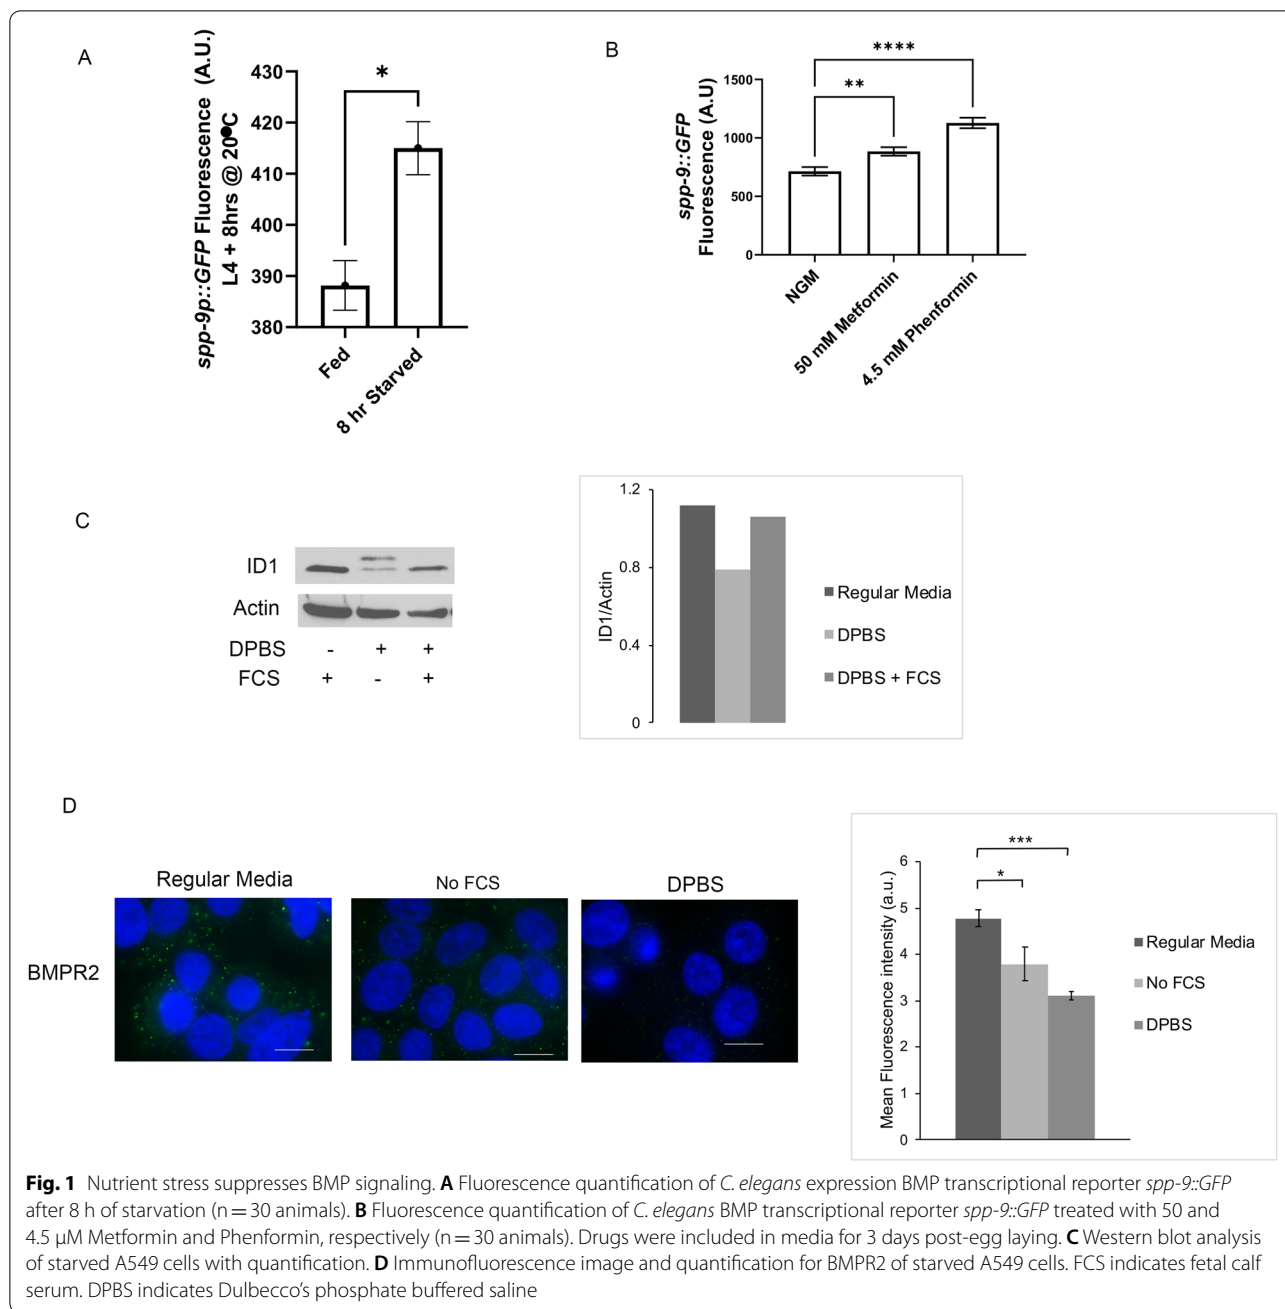 A
spp-9p::GFP Fluorescence (A.U.)
L4 + 8hrs @ 20°C
430
420
410
400
390
380
*
Fed
8 hr Starved
B
spp-9::GFP
Fluorescence (A.U)
1500
1000
500
0
****
**
NGM
50 mM Metformin
4.5 mM Phenformin
C
ID1
Actin
DPBS - + +
FCS + - +
ID1/Actin
1.2
0.8
0.4
0
Regular Media
DPBS
DPBS + FCS
D
Regular Media
No FCS
DPBS
BMPR2
Mean Fluorescence intensity (a.u.)
6
5
4
3
2
1
0
***
*
Regular Media
No FCS
DPBS
Fig. 1 Nutrient stress suppresses BMP signaling. A Fluorescence quantification of C. elegans expression BMP transcriptional reporter spp-9::GFP
after 8 h of starvation (n = 30 animals). B Fluorescence quantification of C. elegans BMP transcriptional reporter spp-9::GFP treated with 50 and
4.5 µM Metformin and Phenformin, respectively (n = 30 animals). Drugs were included in media for 3 days post-egg laying. C Western blot analysis
of starved A549 cells with quantification. D Immunofluorescence image and quantification for BMPR2 of starved A549 cells. FCS indicates fetal calf
serum. DPBS indicates Dulbecco's phosphate buffered saline